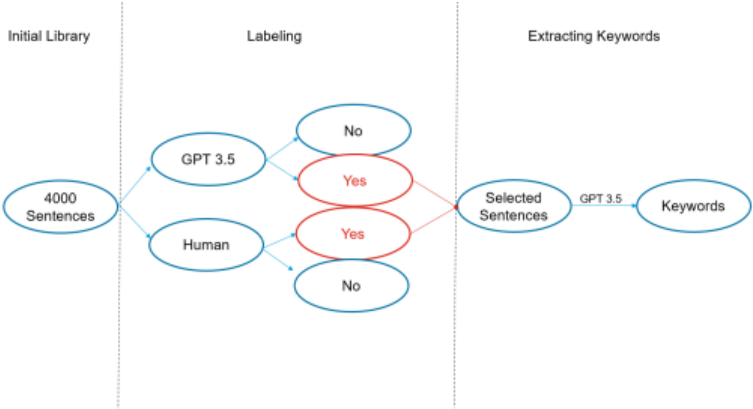 Initial Library
Labeling
Extracting Keywords
No
GPT 3.5
Yes
4000
Sentences
Selected
Sentences
GPT 3.5
Keywords
Human
Yes
No